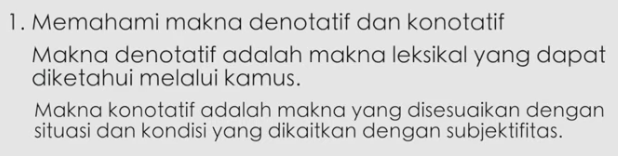 1. Memahami makna denotatif dan konotatif
Makna denotatif adalah makna leksikal yang dapat
diketahui melalui kamus.
Makna konotatif adalah makna yang disesuaikan dengan
situasi dan kondisi yang dikaitkan dengan subjektifitas.